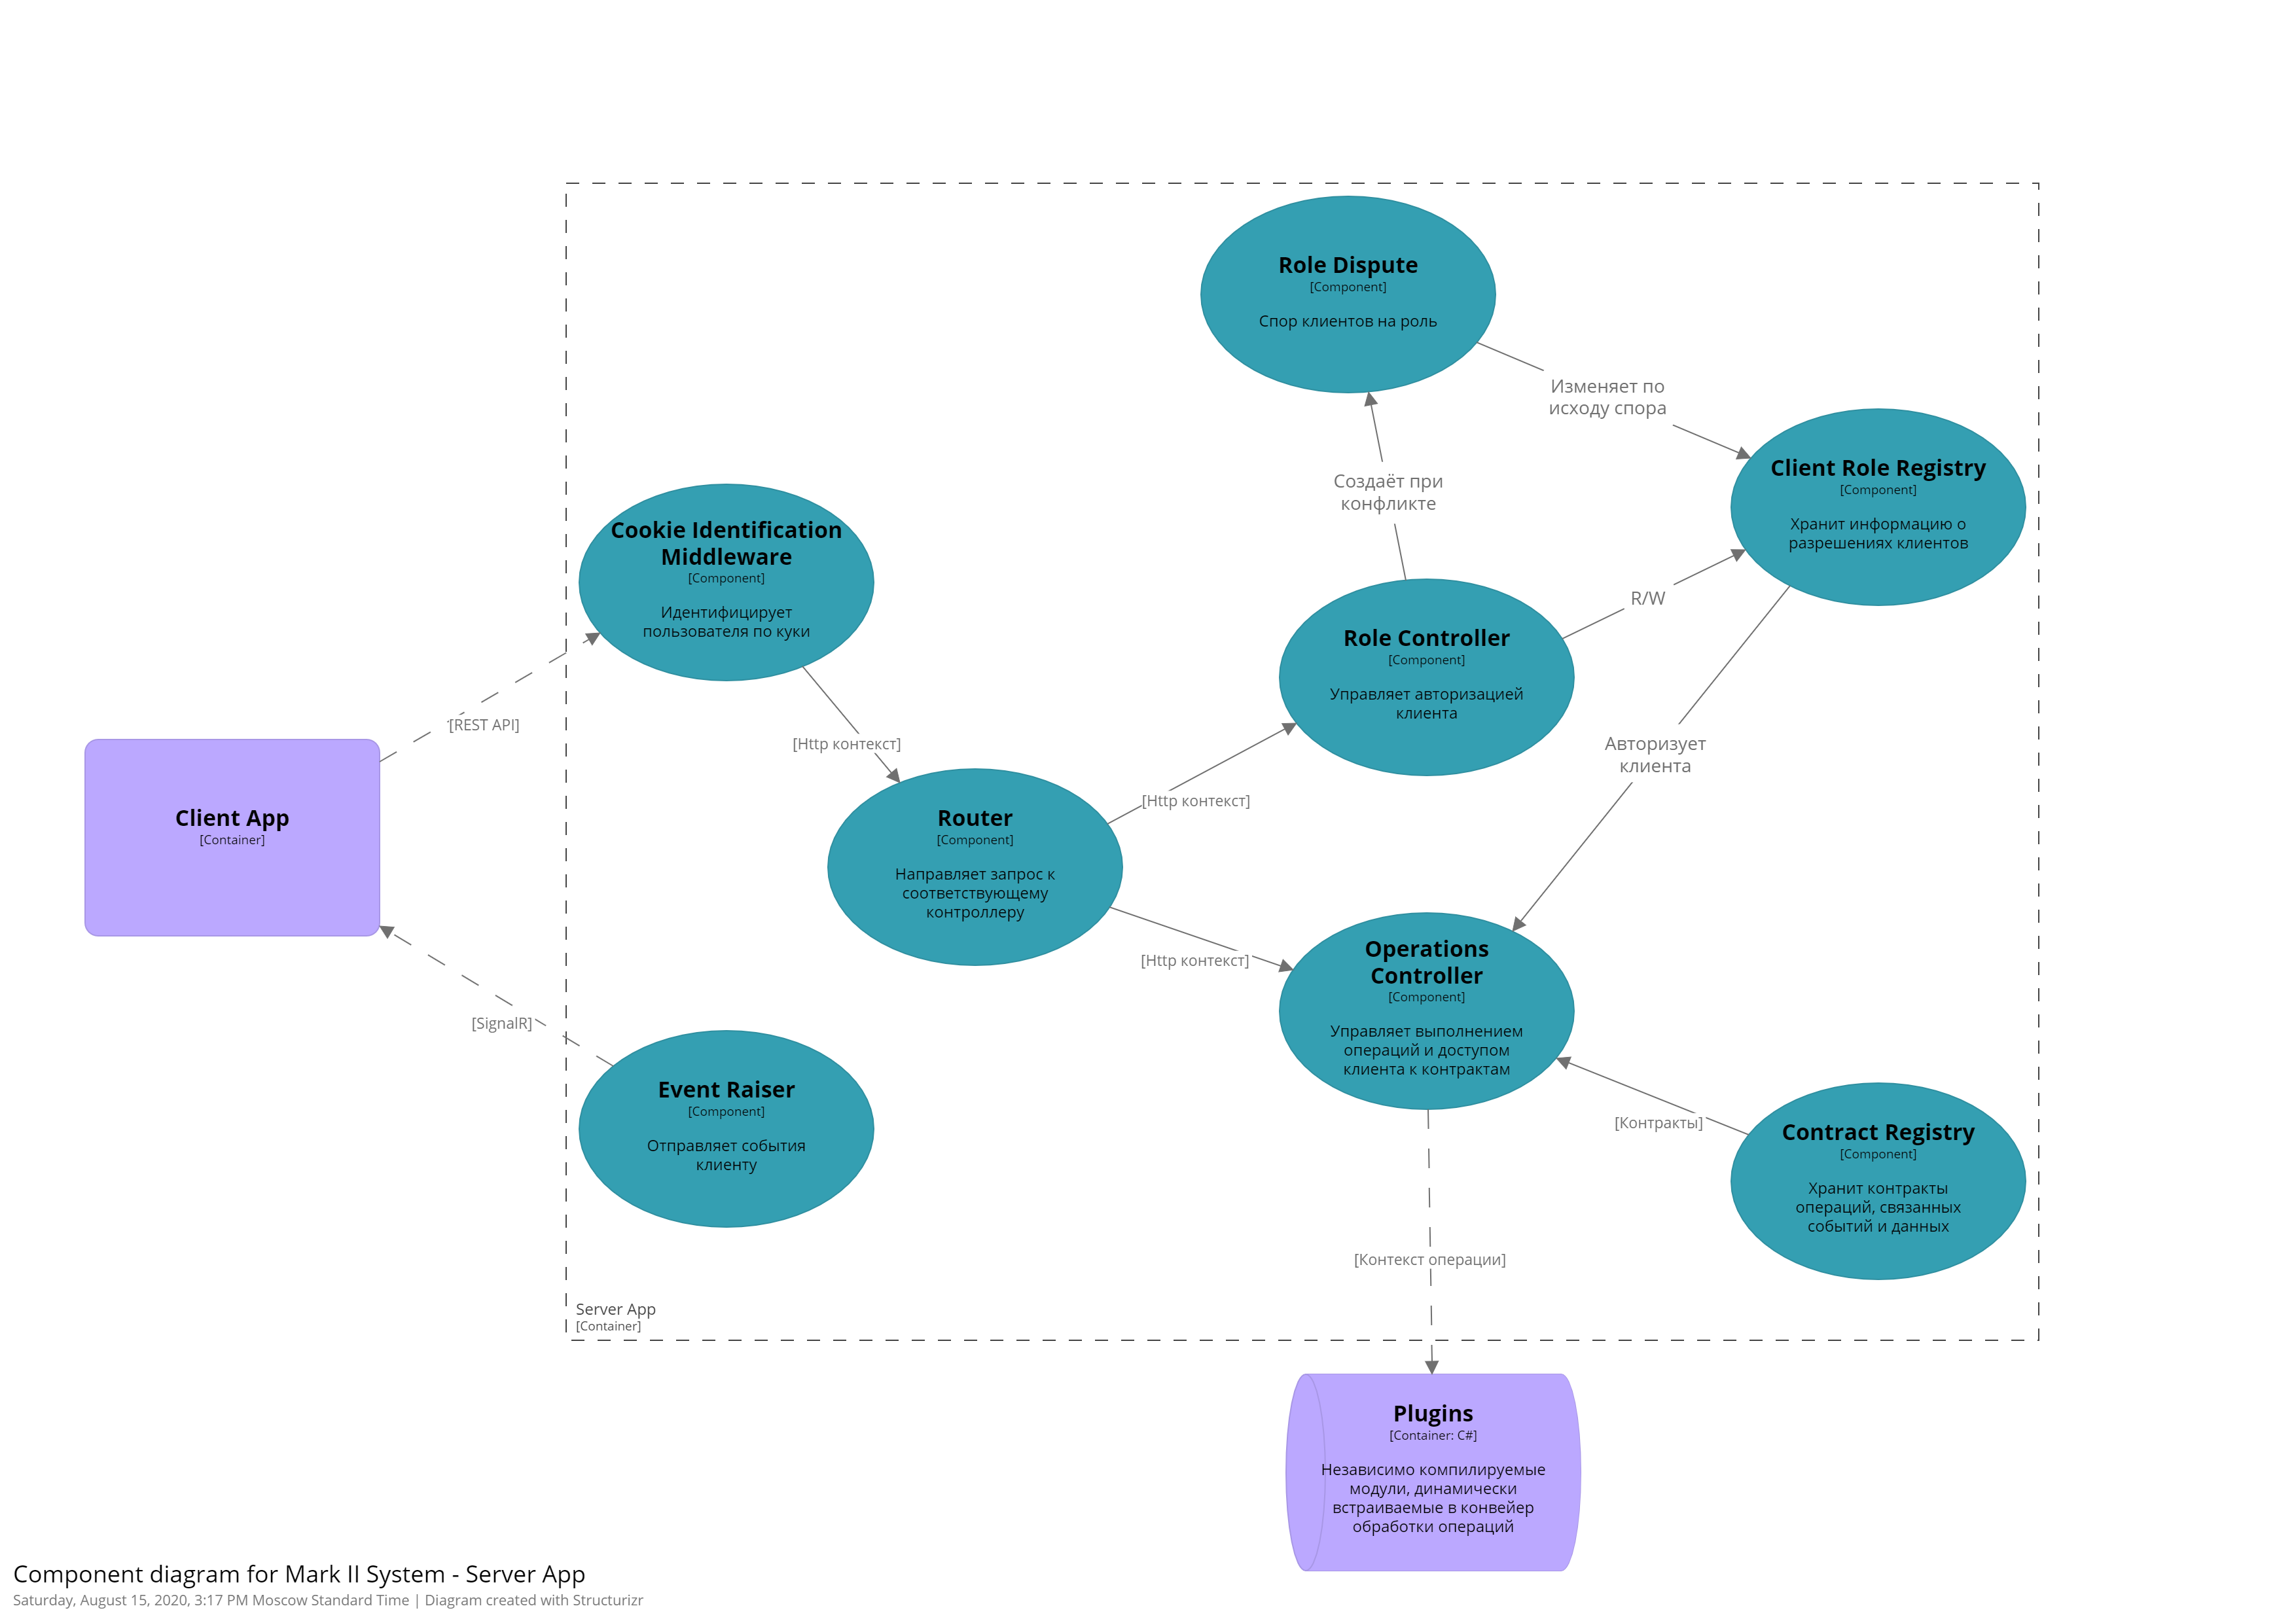 Role Dispute
[Component]
Спор клиентов на роль
Изменяет по
исходу спора
Client Role Registry
[Component]
Хранит информацию о
разрешениях клиентов
Создаёт при
конфликте
Cookie Identification
Middleware
[Component]
Идентифицирует
пользователя по куки
R/W
Role Controller
[Component]
Управляет авторизацией
клиента
[REST API]
[Http контекст]
Авторизует
клиента
Client App
[Container]
[Http контекст]
Router
[Component]
Направляет запрос к
соответствующему
контроллеру
[Http контекст]
Operations
Controller
[Component]
Управляет выполнением
операций и доступом
клиента к контрактам
[SignalR]
Event Raiser
[Component]
Отправляет события
клиенту
[Контракты]
Contract Registry
[Component]
Хранит контракты
операций, связанных
событий и данных
[Контекст операции]
Server App
[Container]
Plugins
[Container: C#]
Независимо компилируемые
модули, динамически
встраиваемые в конвейер
обработки операций
Component diagram for Mark II System - Server App
Saturday, August 15, 2020, 3:17 PM Moscow Standard Time | Diagram created with Structurizr